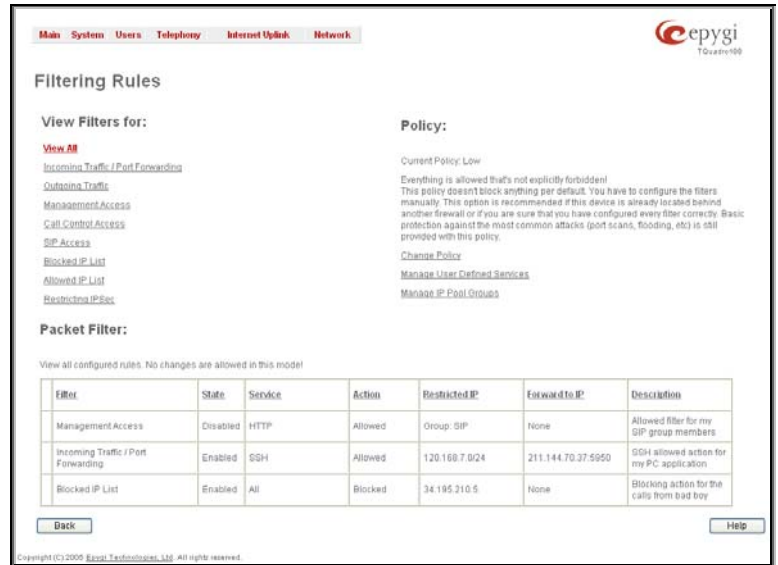 Main System Users Telephony Internet Uplink Network
epygi
TQuadro100
Filtering Rules
View Filters for:
View All
Incoming Traffic / Port Forwarding
Outgoing Traffic
Management Access
Call Control Access
SIP Access
Blocked IP List
Allowed IP List
Restricting IPSec
Policy:
Current Policy: Low
Everything is allowed that's not explicitly forbidden!
This policy doesn't block anything per default. You have to configure the filters
manually. This option is recommended if this device is already located behind
another firewall or if you are sure that you have configured every filter correctly. Basic
protection against the most common attacks (port scans, flooding, etc) is still
provided with this policy.
Change Policy
Manage User Defined Services
Manage IP Pool Groups
Packet Filter:
View all configured rules. No changes are allowed in this mode!
Filter State Service Action Restricted IP Forward to IP Description
Management Access Disabled HTTP Allowed Group: SIP None Allowed filter for my
SIP group members
Incoming Traffic / Port
Forwarding Enabled SSH Allowed 120.168.7.0/24 211.144.70.37:5950 SSH allowed action for
my PC application
Blocked IP List Enabled All Blocked 34.195.210.5 None Blocking action for the
calls from bad boy
Back Help
Copyright (C) 2005 Epygi Technologies, Ltd. All rights reserved.